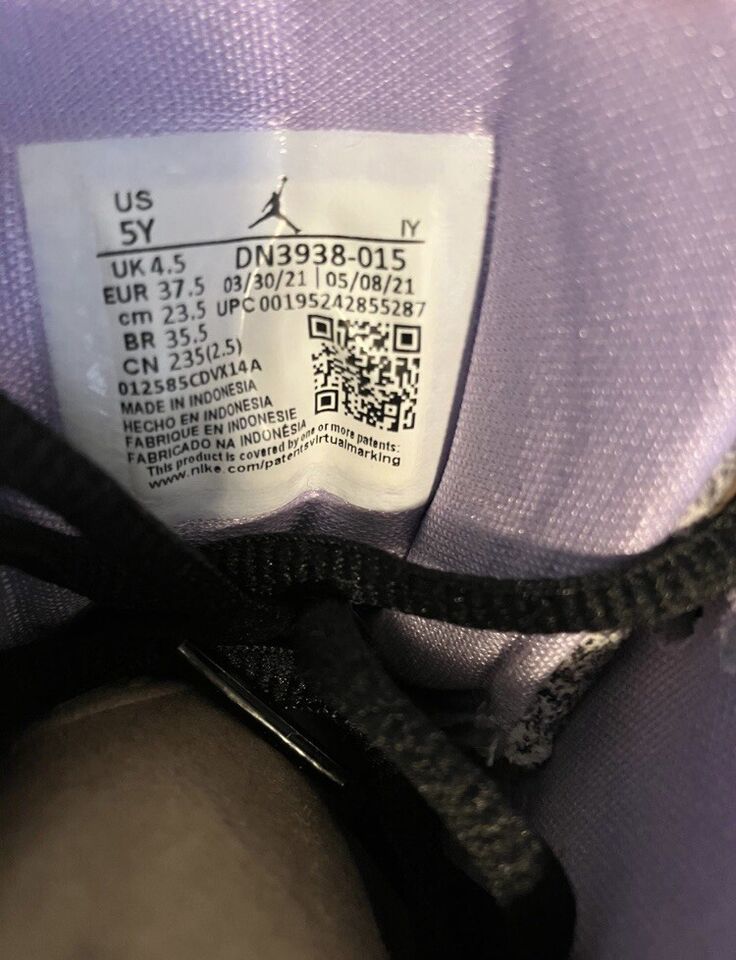 US
5Y IY
UK 4.5 DN3938-015
EUR 37.5 03/30/21 | 05/08/21
cm 23.5 UPC 00195242855287
BR 35.5
CN 235(2.5)
012585CDVX14A
MADE IN INDONESIA
HECHO EN INDONESIA
FABRIQUE EN INDONESIE
FABRICADO NA INDONÉSIA
This product is covered by one or more patents:
www.nike.com/patentsvirtualmarking